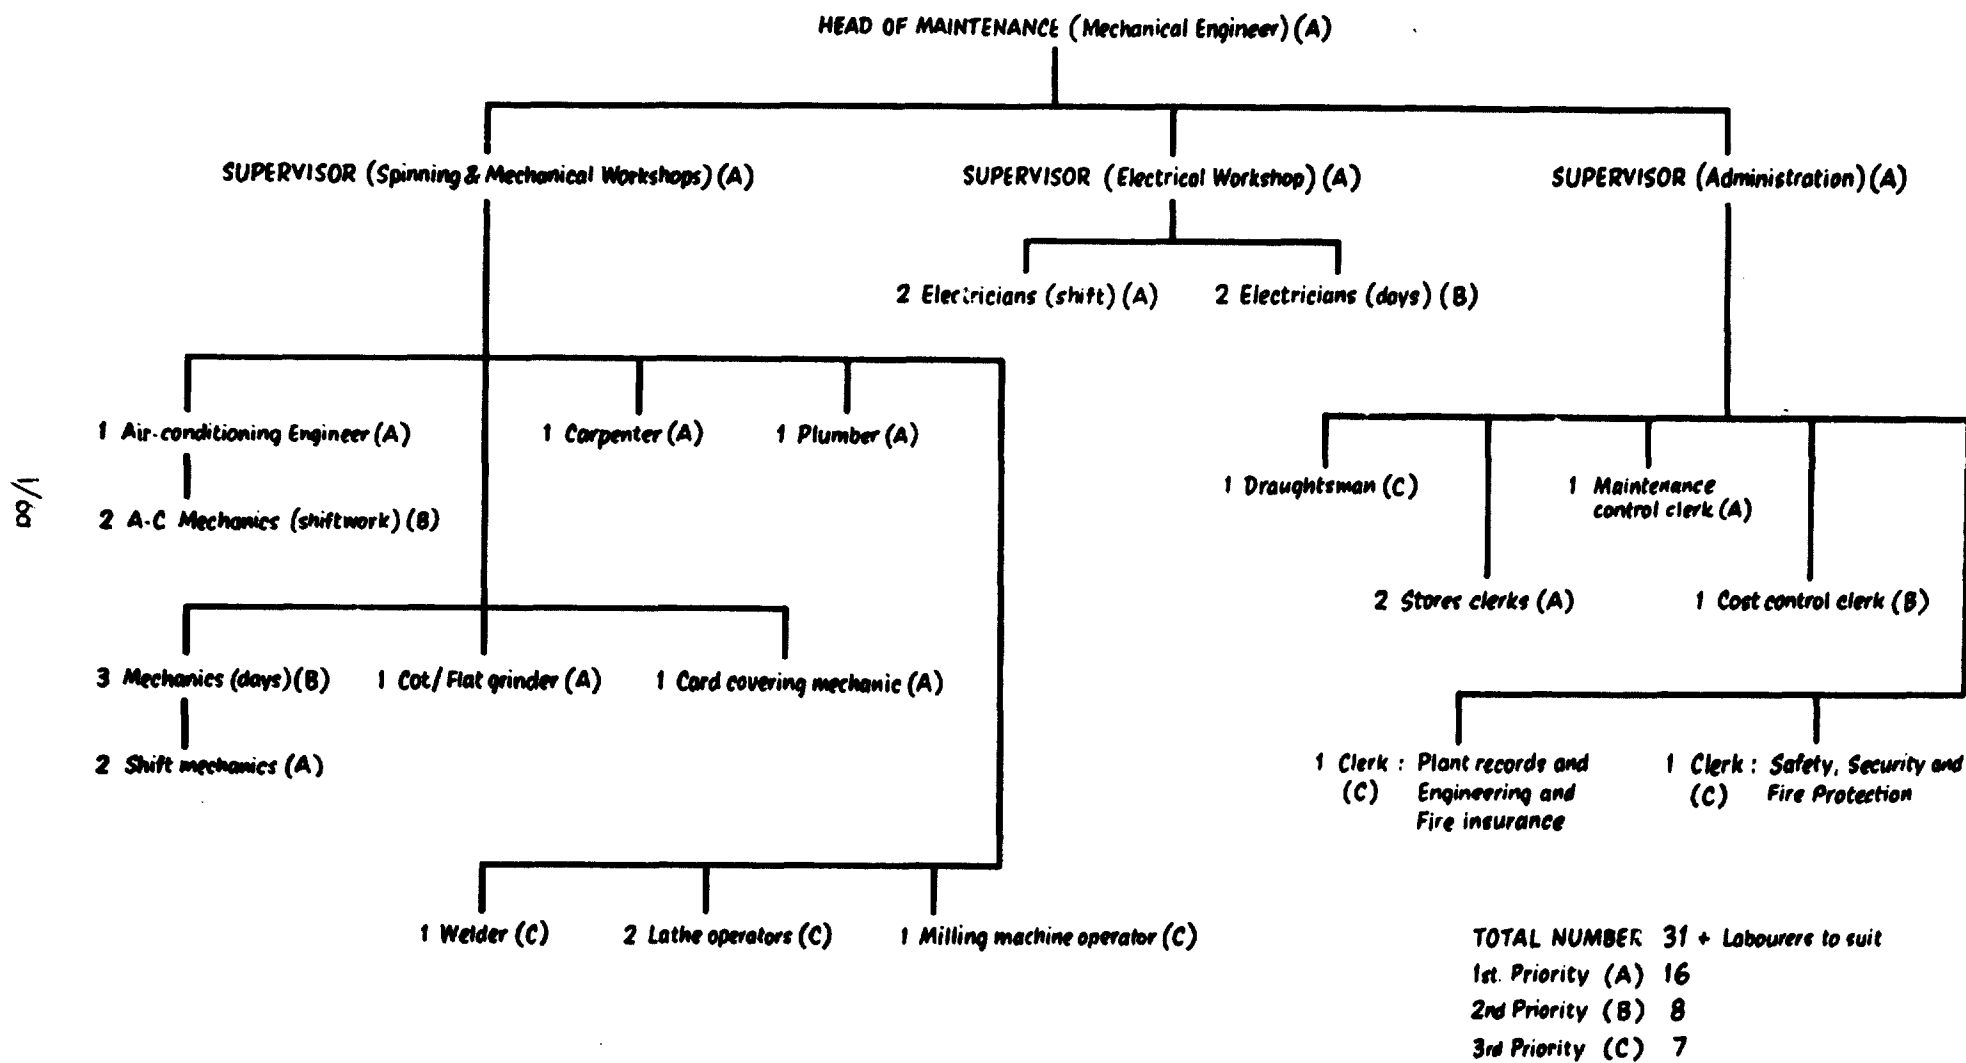 HEAD OF MAINTENANCE (Mechanical Engineer) (A)
SUPERVISOR (Spinning & Mechanical Workshops) (A)
SUPERVISOR (Electrical Workshop) (A)
SUPERVISOR (Administration) (A)
2 Electricians (shift) (A)
2 Electricians (days) (B)
1 Air-conditioning Engineer (A)
1 Carpenter (A)
1 Plumber (A)
2 A-C Mechanics (shiftwork) (B)
1 Draughtsman (C)
1 Maintenance
control clerk (A)
2 Stores clerks (A)
1 Cost control clerk (B)
3 Mechanics (days) (B)
1 Cot/Flat grinder (A)
1 Card covering mechanic (A)
2 Shift mechanics (A)
1 Clerk : Plant records and
(C) Engineering and
Fire insurance
1 Clerk : Safety, Security and
(C) Fire Protection
1 Welder (C)
2 Lathe operators (C)
1 Milling machine operator (C)
TOTAL NUMBER 31 + Labourers to suit
1st. Priority (A) 16
2nd Priority (B) 8
3rd Priority (C) 7
1/60